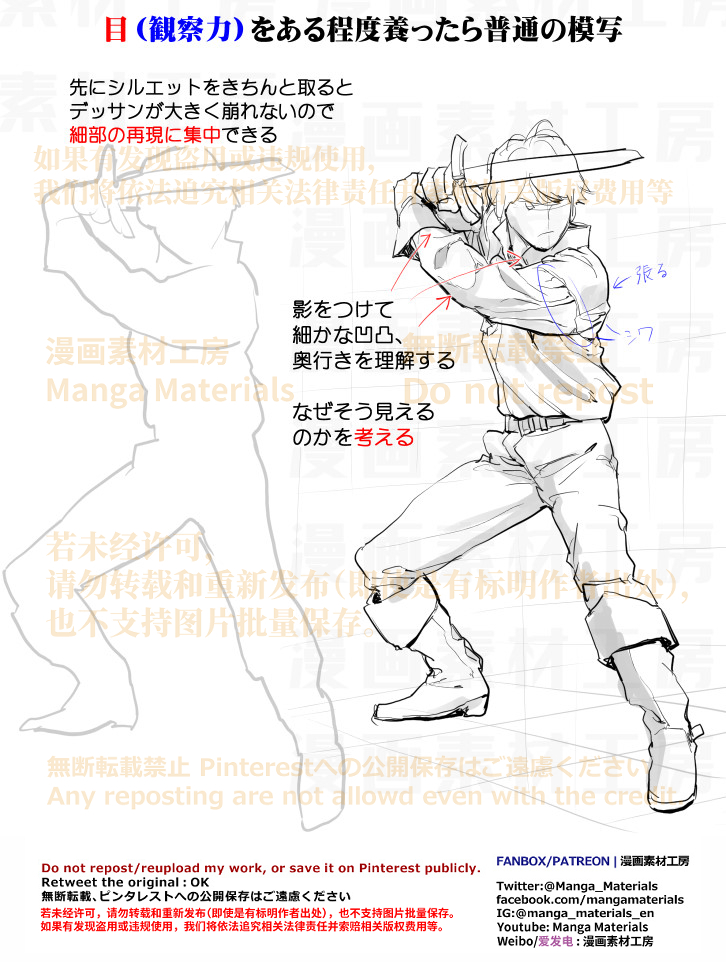 目(観察力)をある程度養ったら普通の模写
先にシルエットをきちんと取ると
デッサンが大きく崩れないので
細部の再現に集中できる
如果有发现盗用或违规使用，
我们将依法追究相关法律责任并索赔相关版权费用等
張る
影をつけて
細かな凹凸、
奥行きを理解する
シワ
漫画素材工房
Manga Materials
無断転載禁止
Do not repost
なぜそう見える
のかを考える
若未经许可，
请勿转载和重新发布（即使是有标明作者出处），
也不支持图片批量保存。
無断転載禁止 Pinterestへの公開保存はご遠慮ください
Any reposting are not allowd even with the credit
Do not repost/reupload my work, or save it on Pinterest publicly.
Retweet the original : OK
無断転載、ピンタレストへの公開保存はご遠慮ください
若未经许可，请勿转载和重新发布(即使是有标明作者出处)，也不支持图片批量保存。
如果有发现盗用或违规使用，我们将依法追究相关法律责任并索赔相关版权费用等。
FANBOX/PATREON | 漫画素材工房
Twitter:@Manga_Materials
facebook.com/mangamaterials
IG:@manga_materials_en
Youtube: Manga Materials
Weibo/爱发电 : 漫画素材工房